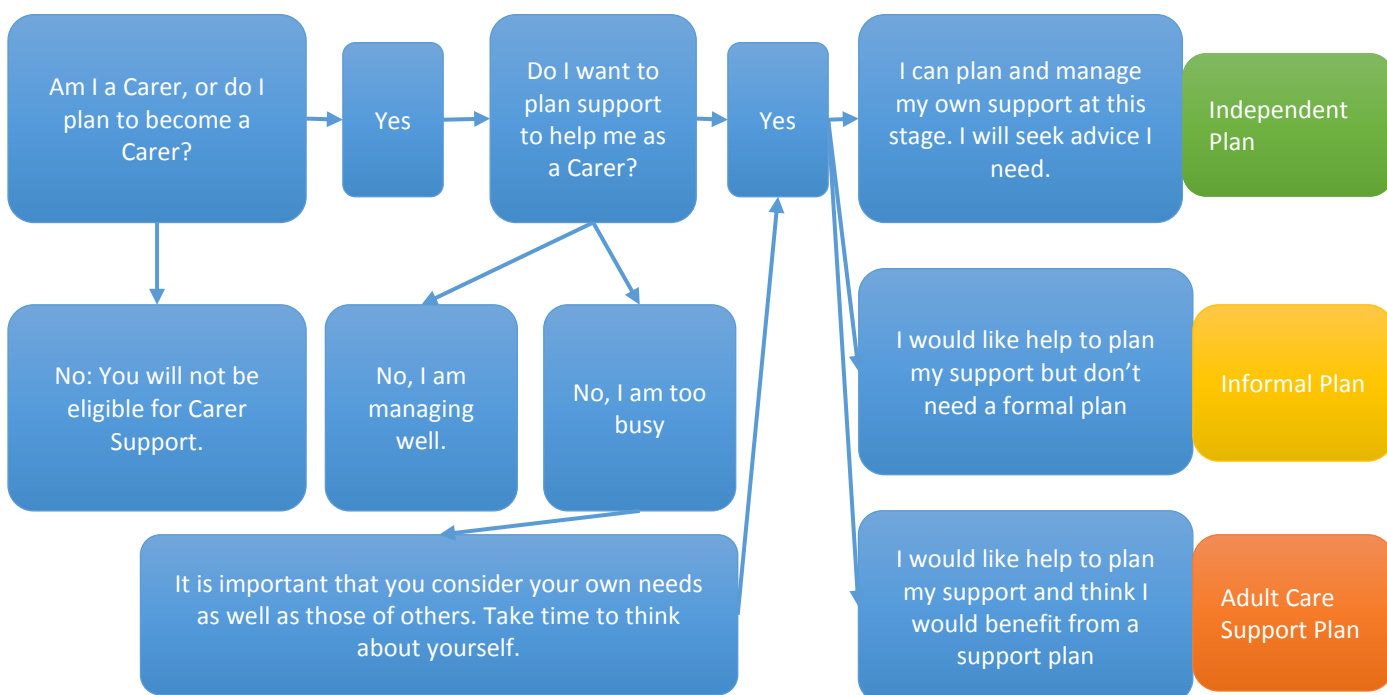 Am I a Carer, or do I
plan to become a
Carer?
Yes
Do I want to
plan support
to help me as
a Carer?
Yes
I can plan and manage
my own support at this
stage. I will seek advice I
need.
Independent
Plan
No: You will not be
eligible for Carer
Support.
No, I am
managing
well.
No, I am too
busy
I would like help to plan
my support but don’t
need a formal plan
Informal Plan
It is important that you consider your own needs
as well as those of others. Take time to think
about yourself.
I would like help to plan
my support and think I
would benefit from a
support plan
Adult Care
Support Plan